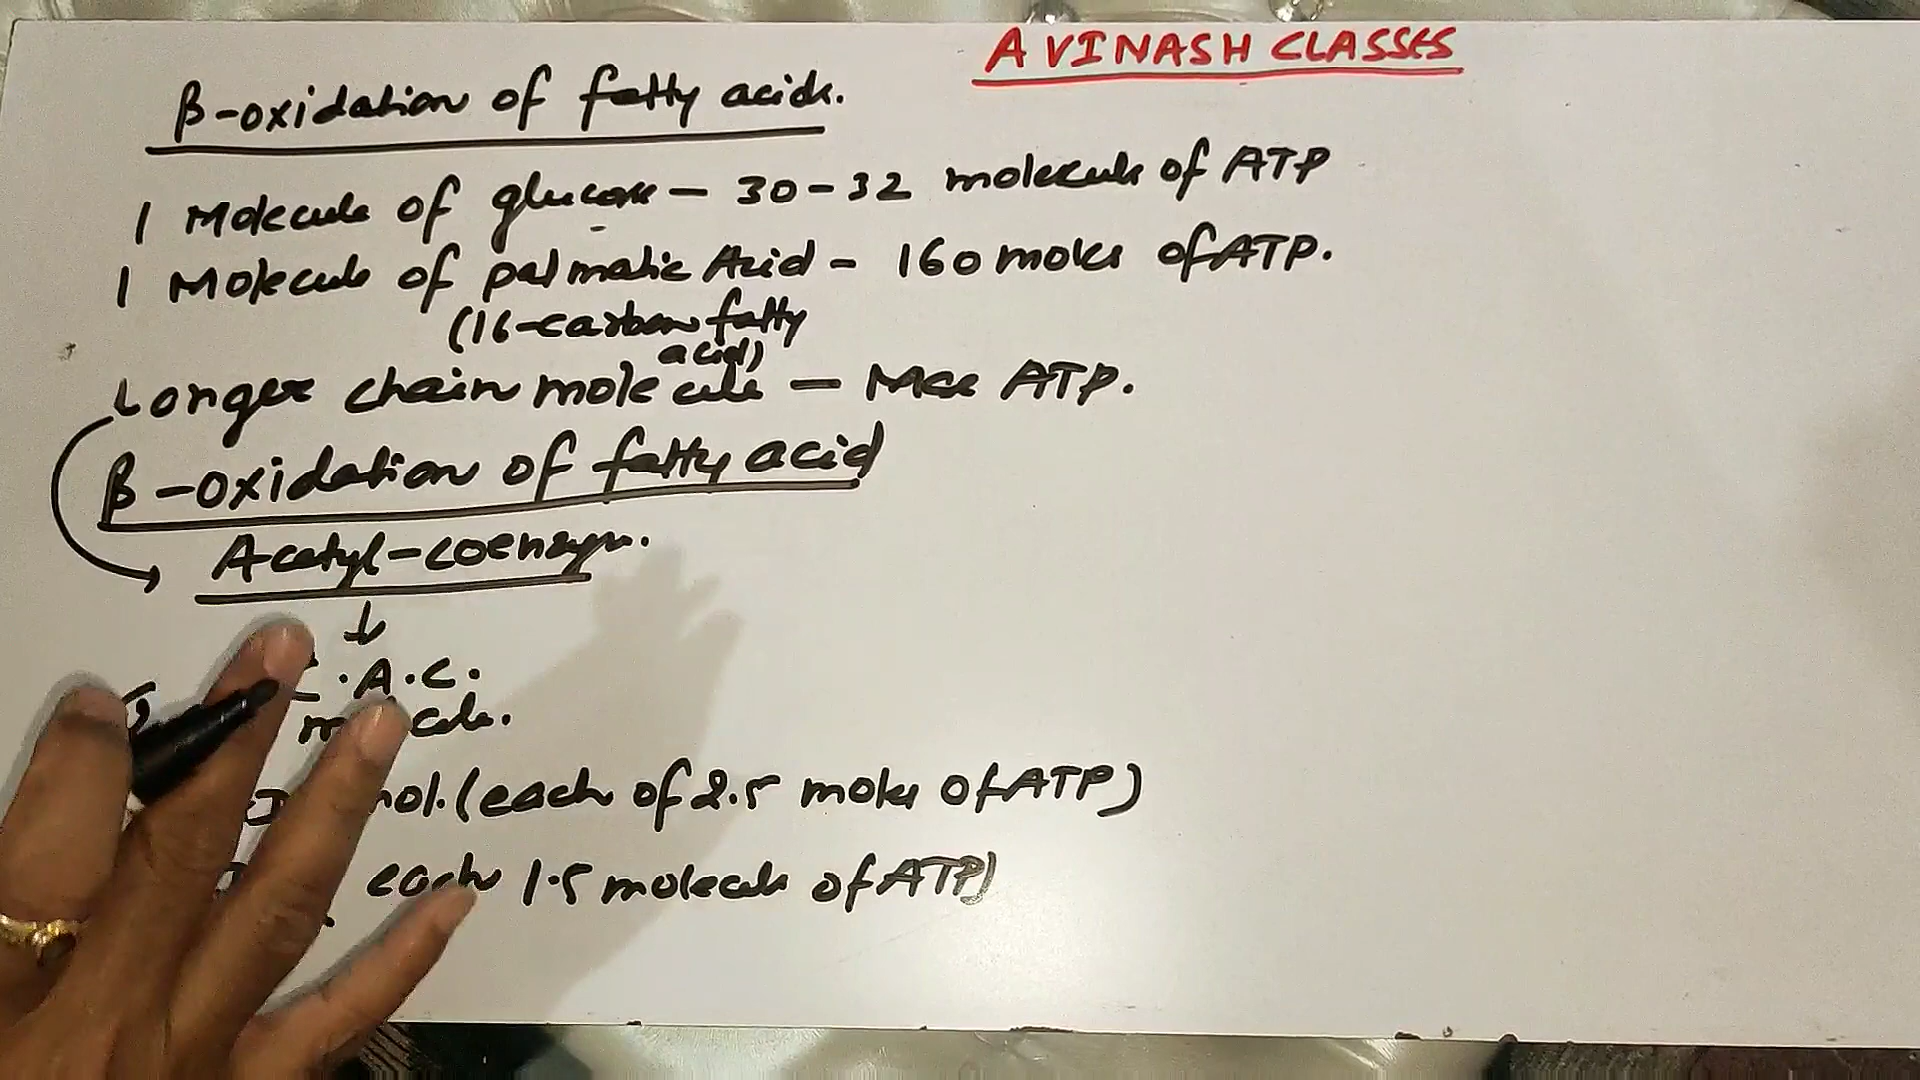 AVINASH CLASSES
β-oxidation of fatty acids.
1 Molecule of glucose – 30-32 molecule of ATP
1 Molecule of palmatic Acid - 160 moles of ATP.
(16-carbon fatty
acid)
Longer chain molecule –  ATP.
β-oxidation of fatty acid
Acetyl-coenzym.
.A.C.
mol. (each of 2.5 moles of ATP)
each 1.5 molecule of ATP)